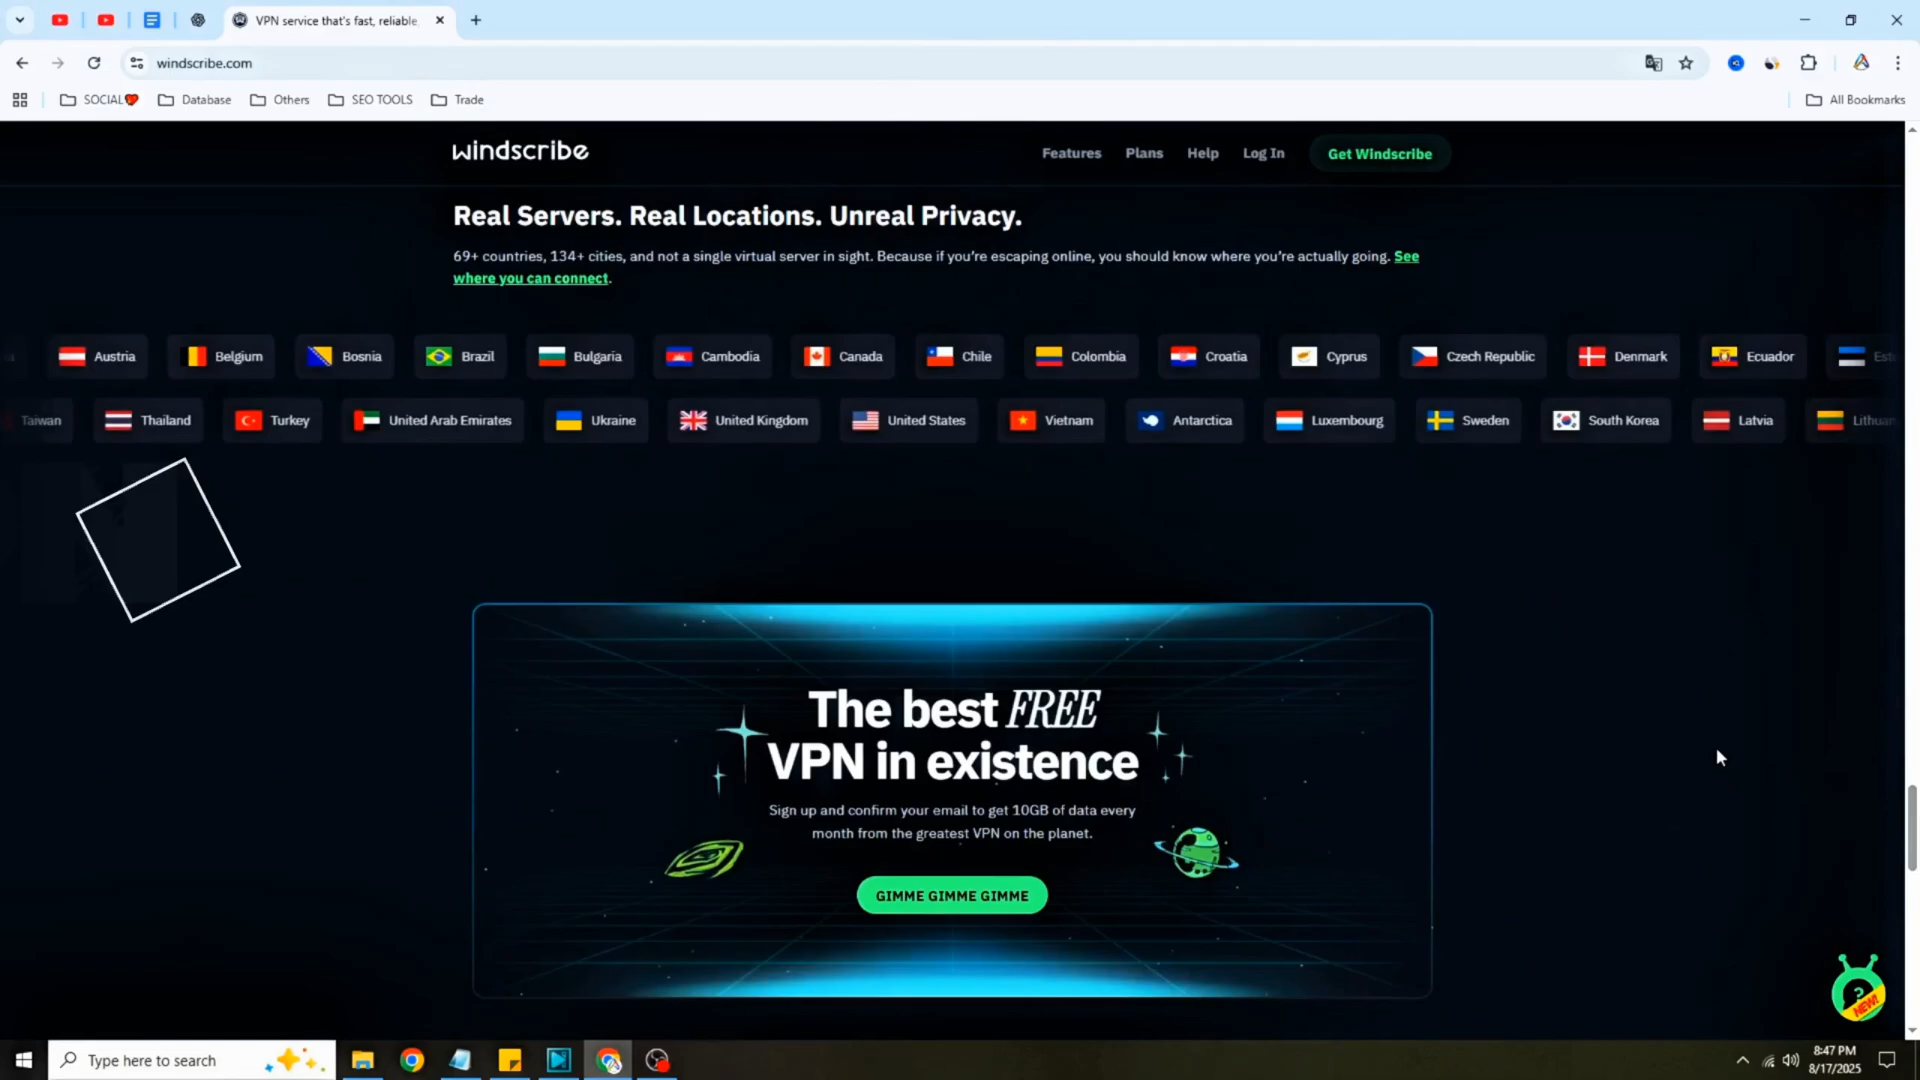 VPN service that's fast, reliable,
windscribe.com
SOCIAL❤
Database
Others
SEO TOOLS
Trade
All Bookmarks
windscribe
Features
Plans
Help
Log In
Get Windscribe
Real Servers. Real Locations. Unreal Privacy.
69+ countries, 134+ cities, and not a single virtual server in sight. Because if you're escaping online, you should know where you're actually going. See
where you can connect.
Austria
Belgium
Bosnia
Brazil
Bulgaria
Cambodia
Canada
Chile
Colombia
Croatia
Cyprus
Czech Republic
Denmark
Ecuador
Taiwan
Thailand
Turkey
United Arab Emirates
Ukraine
United Kingdom
United States
Vietnam
Antarctica
Luxembourg
Sweden
South Korea
Latvia
The best FREE
VPN in existence
Sign up and confirm your email to get 10GB of data every
month from the greatest VPN on the planet.
GIMME GIMME GIMME
?
NEW!
Type here to search
8:47 PM
8/17/2025